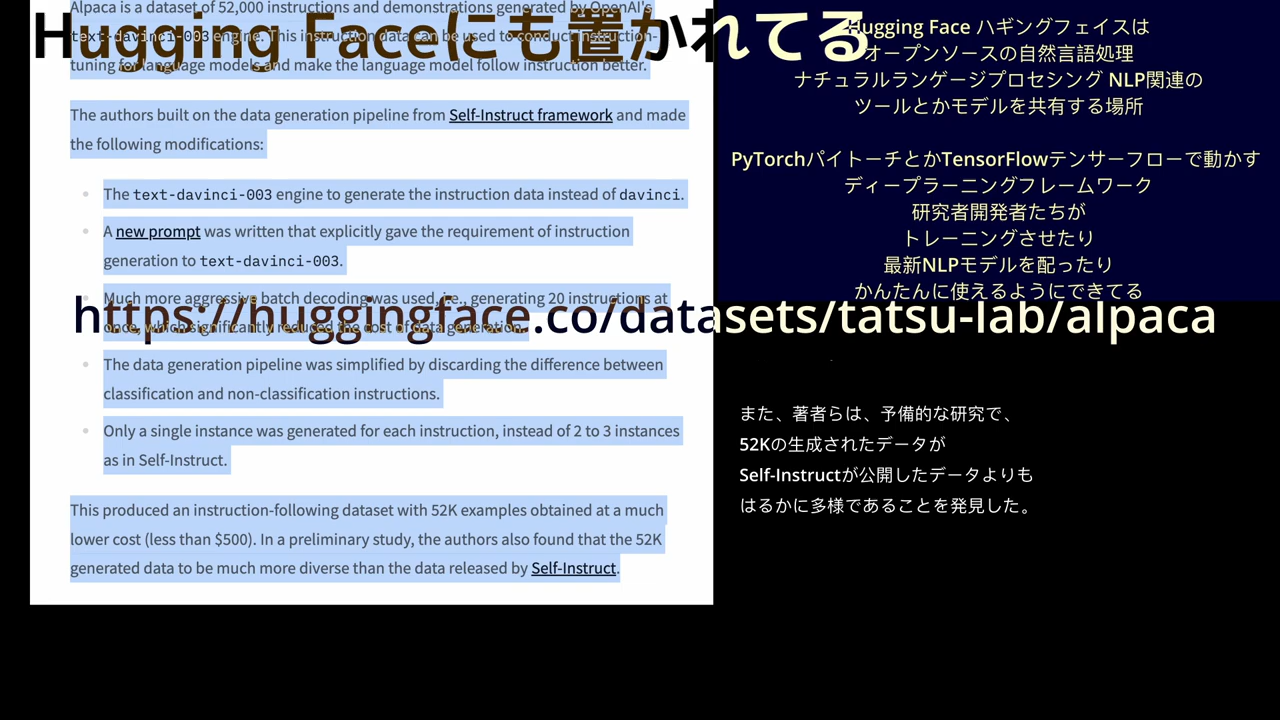 Hugging Faceにも置かれてる
Alpaca is a dataset of 52,000 instructions and demonstrations generated by OpenAI's
text-davinci-003 engine. This instruction data can be used to conduct instruction-
tuning for language models and make the language model follow instruction better.
The authors built on the data generation pipeline from Self-Instruct framework and made
the following modifications:
The text-davinci-003 engine to generate the instruction data instead of davinci.
A new prompt was written that explicitly gave the requirement of instruction
generation to text-davinci-003.
Much more aggressive batch decoding was used, i.e., generating 20 instructions at
once, which significantly reduced the cost of data generation.
https://huggingface.co/datasets/tatsu-lab/alpaca
The data generation pipeline was simplified by discarding the difference between
classification and non-classification instructions.
Only a single instance was generated for each instruction, instead of 2 to 3 instances
as in Self-Instruct.
This produced an instruction-following dataset with 52K examples obtained at a much
lower cost (less than $500). In a preliminary study, the authors also found that the 52K
generated data to be much more diverse than the data released by Self-Instruct.
Hugging Face ハギングフェイスは
オープンソースの自然言語処理
ナチュラルランゲージプロセシング NLP関連の
ツールとかモデルを共有する場所
PyTorchパイトーチとかTensorFlowテンサーフローで動かす
ディープラーニングフレームワーク
研究者開発者たちが
トレーニングさせたり
最新NLPモデルを配ったり
かんたんに使えるようにできてる
また、著者らは、予備的な研究で、
52Kの生成されたデータが
Self-Instructが公開したデータよりも
はるかに多様であることを発見した。